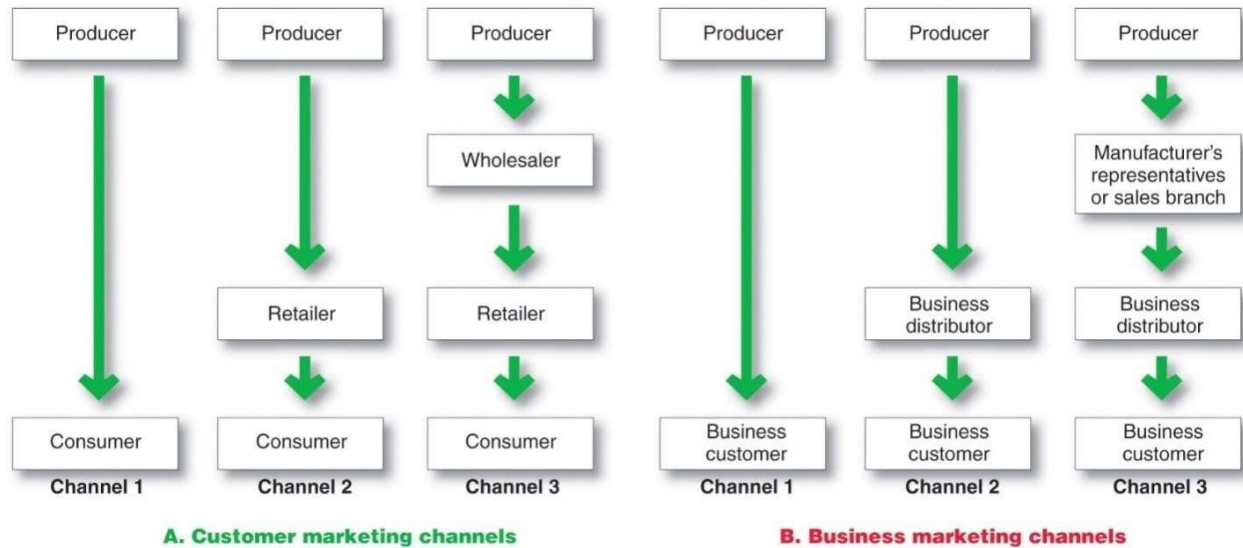 Producer
Producer
Producer
Producer
Producer
Producer
Wholesaler
Manufacturer's
representatives
or sales branch
Retailer
Retailer
Business
distributor
Business
distributor
Consumer
Consumer
Consumer
Business
customer
Business
customer
Business
customer
Channel 1
Channel 2
Channel 3
Channel 1
Channel 2
Channel 3
A. Customer marketing channels
B. Business marketing channels